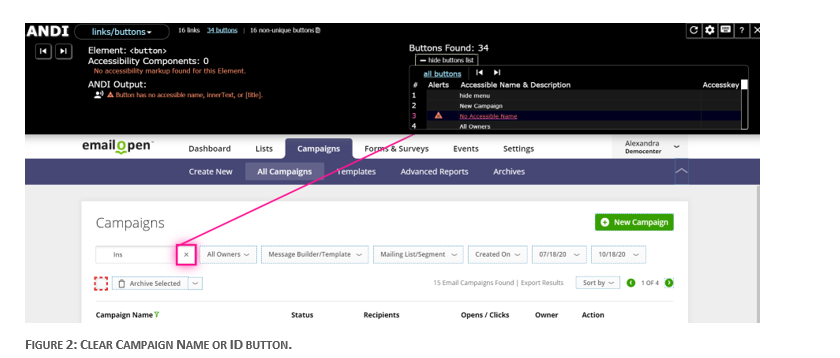 ANDI links/buttons 16 links 34 buttons | 16 non-unique buttons
Element: <button>
Accessibility Components: 0
No accessibility markup found for this Element.
ANDI Output:
Button has no accessible name, innerText, or [title].
Buttons Found: 34
hide buttons list
all buttons
# Alerts Accessible Name & Description Accesskey
1 hide menu
2 New Campaign
3 No Accessible Name
4 All Owners
emailOpen Dashboard Lists Campaigns Forms & Surveys Events Settings Alexandra
Democenter
Create New All Campaigns Templates Advanced Reports Archives
Campaigns New Campaign
Ins × All Owners Message Builder/Template Mailing List/Segment Created On 07/18/20 10/18/20
Archive Selected 15 Email Campaigns Found | Export Results Sort by 1 OF 4
Campaign Name Status Recipients Opens / Clicks Owner Action
FIGURE 2: CLEAR CAMPAIGN NAME OR ID BUTTON.